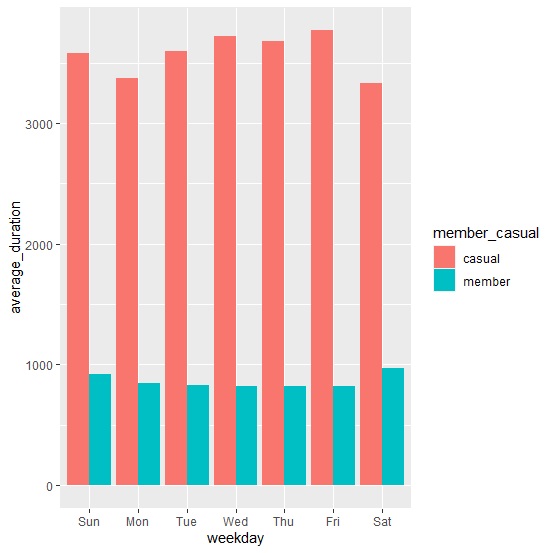 3000
2000
1000
0
average_duration
Sun Mon Tue Wed Thu Fri Sat
weekday
member_casual
casual
member